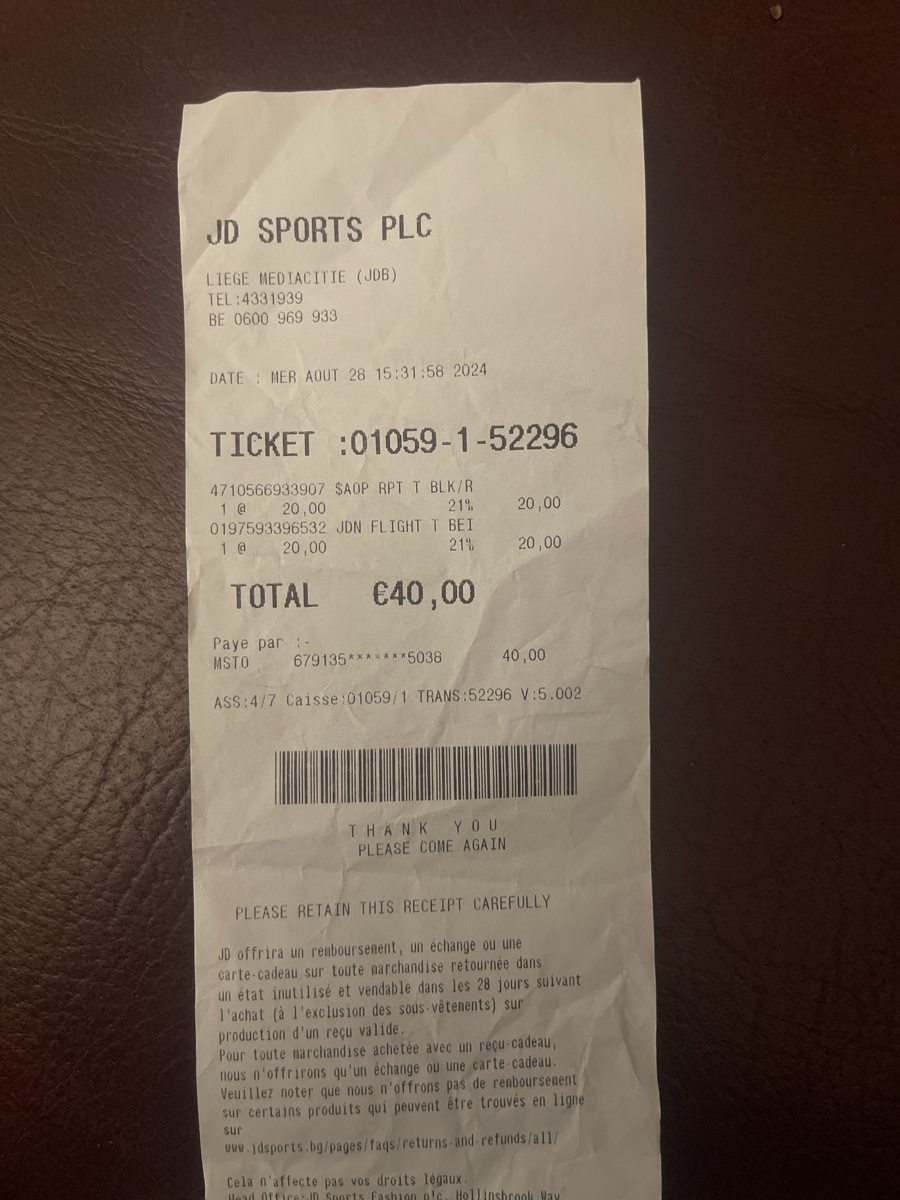 JD SPORTS PLC
LIEGE MEDIACITIE (JDB)
TEL:4331939
BE 0600 969 933
DATE : MER AOUT 28 15:31:58 2024
TICKET :01059-1-52296
4710566933907 $AOP RPT T BLK/R
1 @ 20,00 21% 20,00
0197593396532 JDN FLIGHT T BEI
1 @ 20,00 21% 20,00
TOTAL €40,00
Paye par :-
MSTO 679135*******5038 40,00
ASS:4/7 Caisse:01059/1 TRANS:52296 V:5.002
THANK YOU
PLEASE COME AGAIN
PLEASE RETAIN THIS RECEIPT CAREFULLY
JD offrira un remboursement, un échange ou une
carte-cadeau sur toute marchandise retournée dans
un état inutilisé et vendable dans les 28 jours suivant
l'achat (à l'exclusion des sous-vêtements) sur
production d'un reçu valide.
Pour toute marchandise achetée avec un reçu-cadeau,
nous n'offrirons qu'un échange ou une carte-cadeau.
Veuillez noter que nous n'offrons pas de remboursement
sur certains produits qui peuvent être trouvés en ligne
sur
www.jdsports.bg/pages/faqs/returns-and-refunds/all/
Cela n'affecte pas vos droits légaux.
Head Office:JD Sports Fashion plc, Hollinsbrook Way